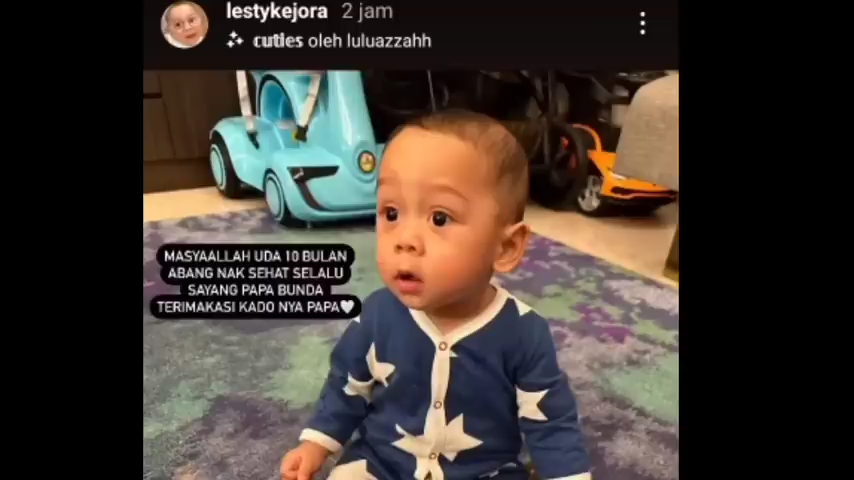 lestykejora 2 jam
cuties oleh luluazzahh
MASYAALLAH UDA 10 BULAN
ABANG NAK SEHAT SELALU
SAYANG PAPA BUNDA
TERIMAKASI KADO NYA PAPA🤍